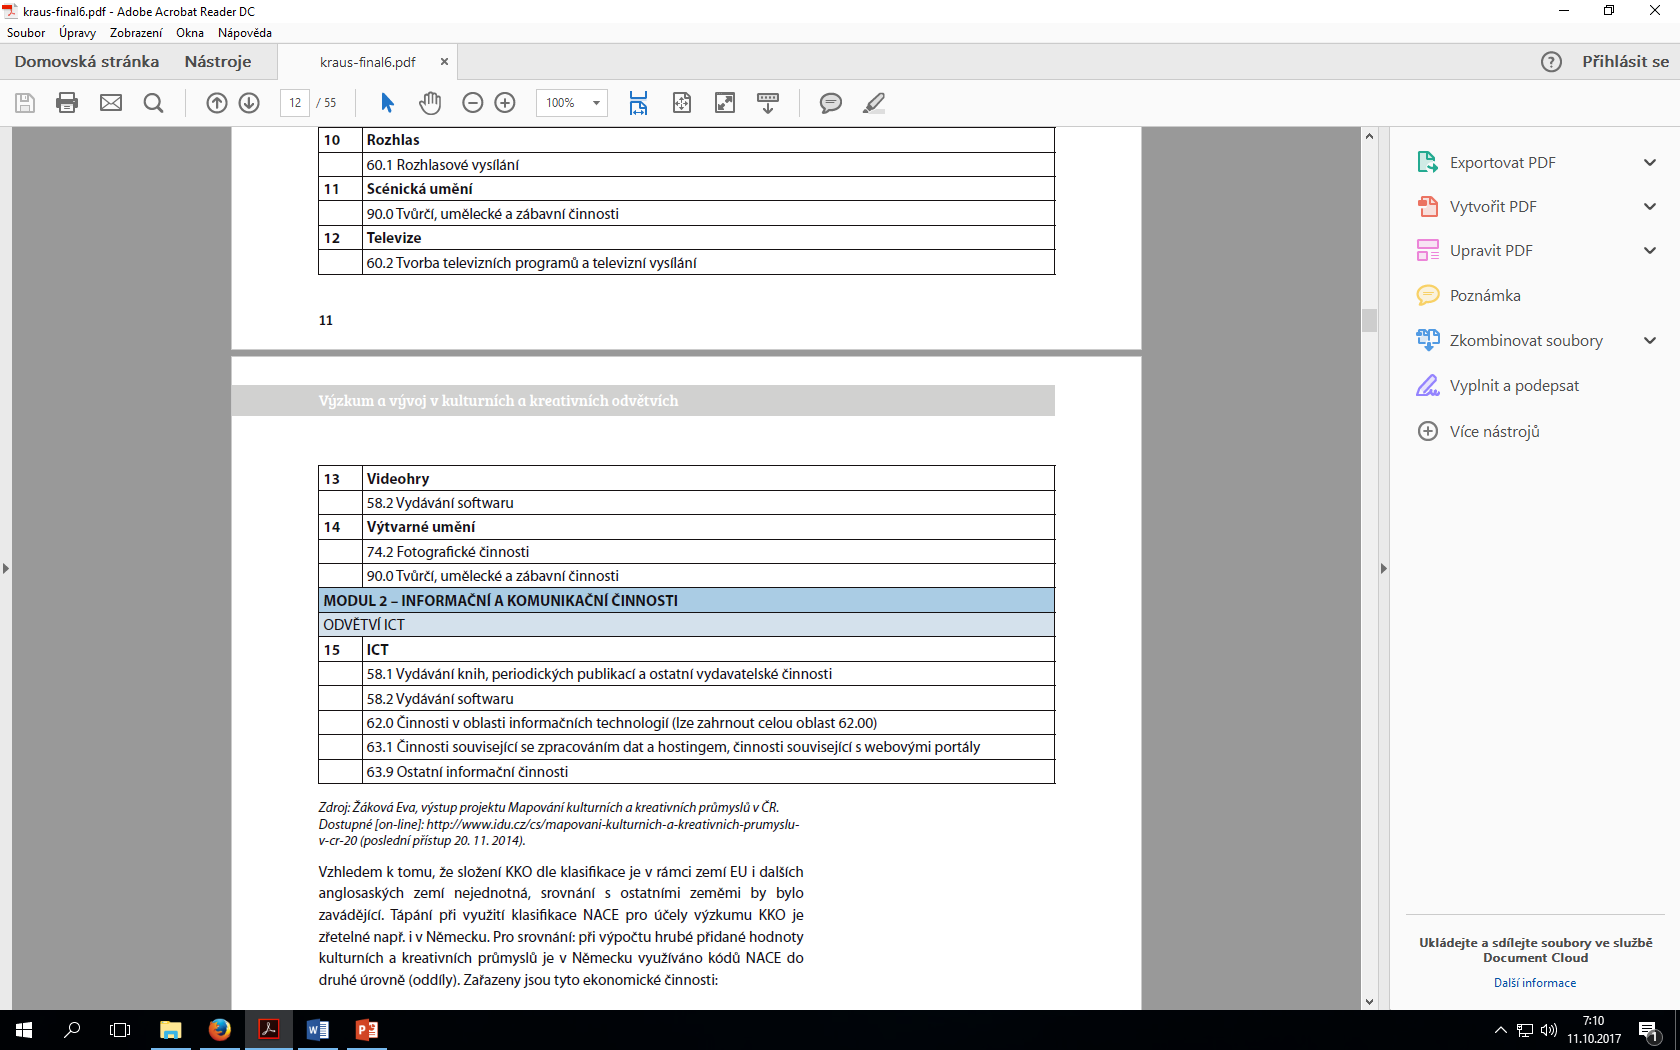 kraus-final6.pdf - Adobe Acrobat Reader DC
Soubor Úpravy Zobrazení Okna Nápověda
Domovská stránka Nástroje kraus-final6.pdf × ? Přihlásit se
12 / 55 100%
10 Rozhlas
60.1 Rozhlasové vysílání
11 Scénická umění
90.0 Tvůrčí, umělecké a zábavní činnosti
12 Televize
60.2 Tvorba televizních programů a televizní vysílání
11
Výzkum a vývoj v kulturních a kreativních odvětvích
13 Videohry
58.2 Vydávání softwaru
14 Výtvarné umění
74.2 Fotografické činnosti
90.0 Tvůrčí, umělecké a zábavní činnosti
MODUL 2 – INFORMAČNÍ A KOMUNIKAČNÍ ČINNOSTI
ODVĚTVÍ ICT
15 ICT
58.1 Vydávání knih, periodických publikací a ostatní vydavatelské činnosti
58.2 Vydávání softwaru
62.0 Činnosti v oblasti informačních technologií (lze zahrnout celou oblast 62.00)
63.1 Činnosti související se zpracováním dat a hostingem, činnosti související s webovými portály
63.9 Ostatní informační činnosti
Zdroj: Žáková Eva, výstup projektu Mapování kulturních a kreativních průmyslů v ČR.
Dostupné [on-line]: http://www.idu.cz/cs/mapovani-kulturnich-a-kreativnich-prumyslu-
v-cr-20 (poslední přístup 20. 11. 2014).
Vzhledem k tomu, že složení KKO dle klasifikace je v rámci zemí EU i dalších
anglosaských zemí nejednotná, srovnání s ostatními zeměmi by bylo
zavádějící. Tápání při využití klasifikace NACE pro účely výzkumu KKO je
zřetelné např. i v Německu. Pro srovnání: při výpočtu hrubé přidané hodnoty
kulturních a kreativních průmyslů je v Německu využíváno kódů NACE do
druhé úrovně (oddíly). Zařazeny jsou tyto ekonomické činnosti:
Exportovat PDF
Vytvořit PDF
Upravit PDF
Poznámka
Zkombinovat soubory
Vyplnit a podepsat
Více nástrojů
Ukládejte a sdílejte soubory ve službě
Document Cloud
Další informace
7:10
11.10.2017
1